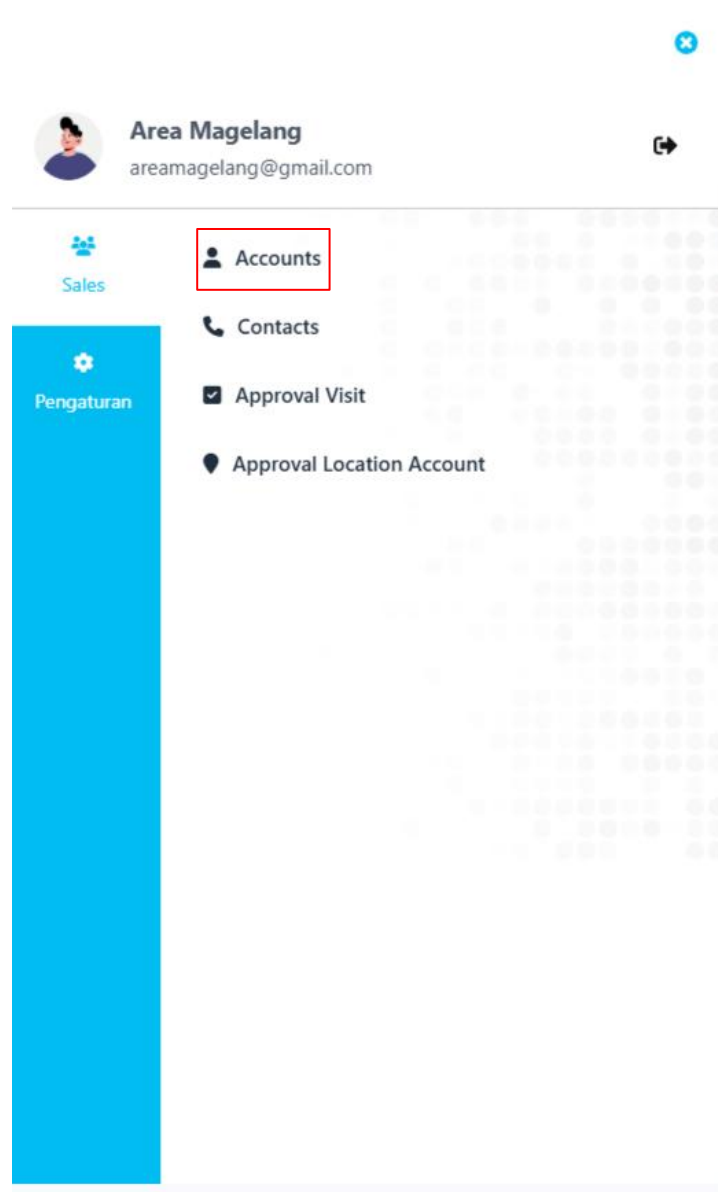 Area Magelang
areamagelang@gmail.com
Sales
Accounts
Contacts
Pengaturan
Approval Visit
Approval Location Account